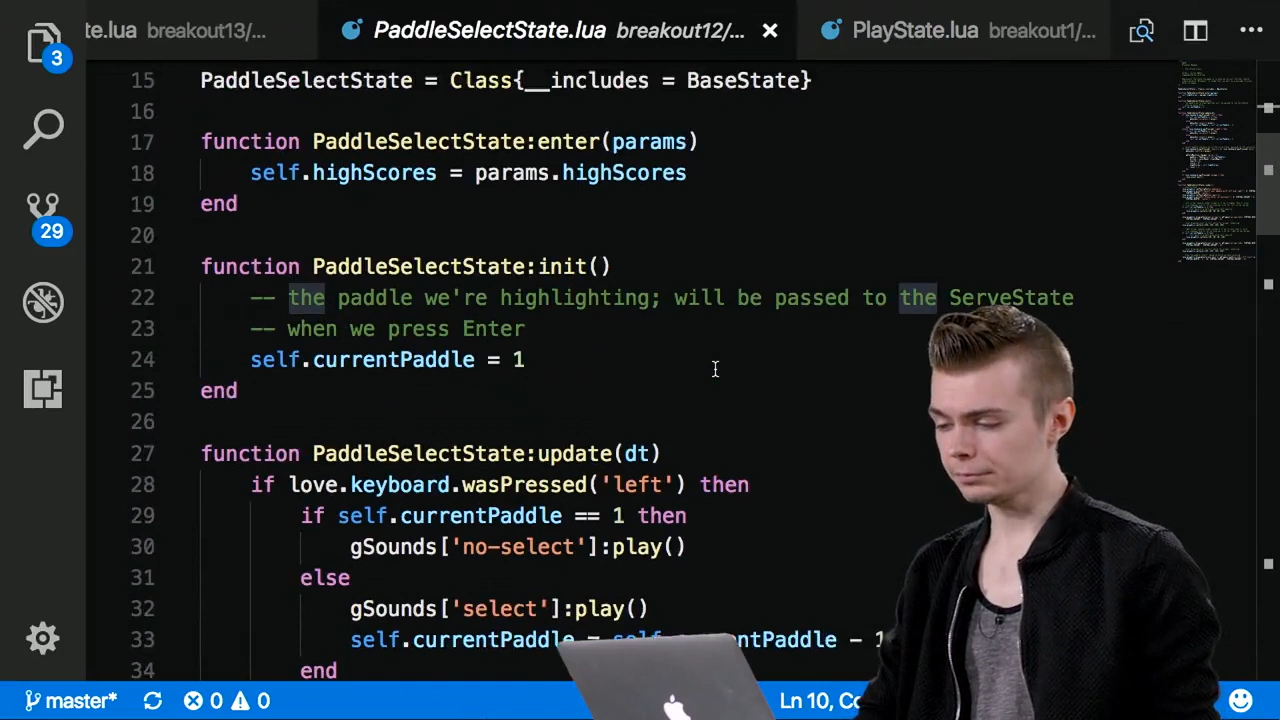 te.lua breakout13/... PaddleSelectState.lua breakout12/... PlayState.lua breakout1/...
3
29
15 PaddleSelectState = Class{__includes = BaseState}
16
17 function PaddleSelectState:enter(params)
18 self.highScores = params.highScores
19 end
20
21 function PaddleSelectState:init()
22 -- the paddle we're highlighting; will be passed to the ServeState
23 -- when we press Enter
24 self.currentPaddle = 1
25 end
26
27 function PaddleSelectState:update(dt)
28 if love.keyboard.wasPressed('left') then
29 if self.currentPaddle == 1 then
30 gSounds['no-select']:play()
31 else
32 gSounds['select']:play()
33 self.currentPaddle = self.currentPaddle - 1
34 end
master* 0 0 Ln 10, Co